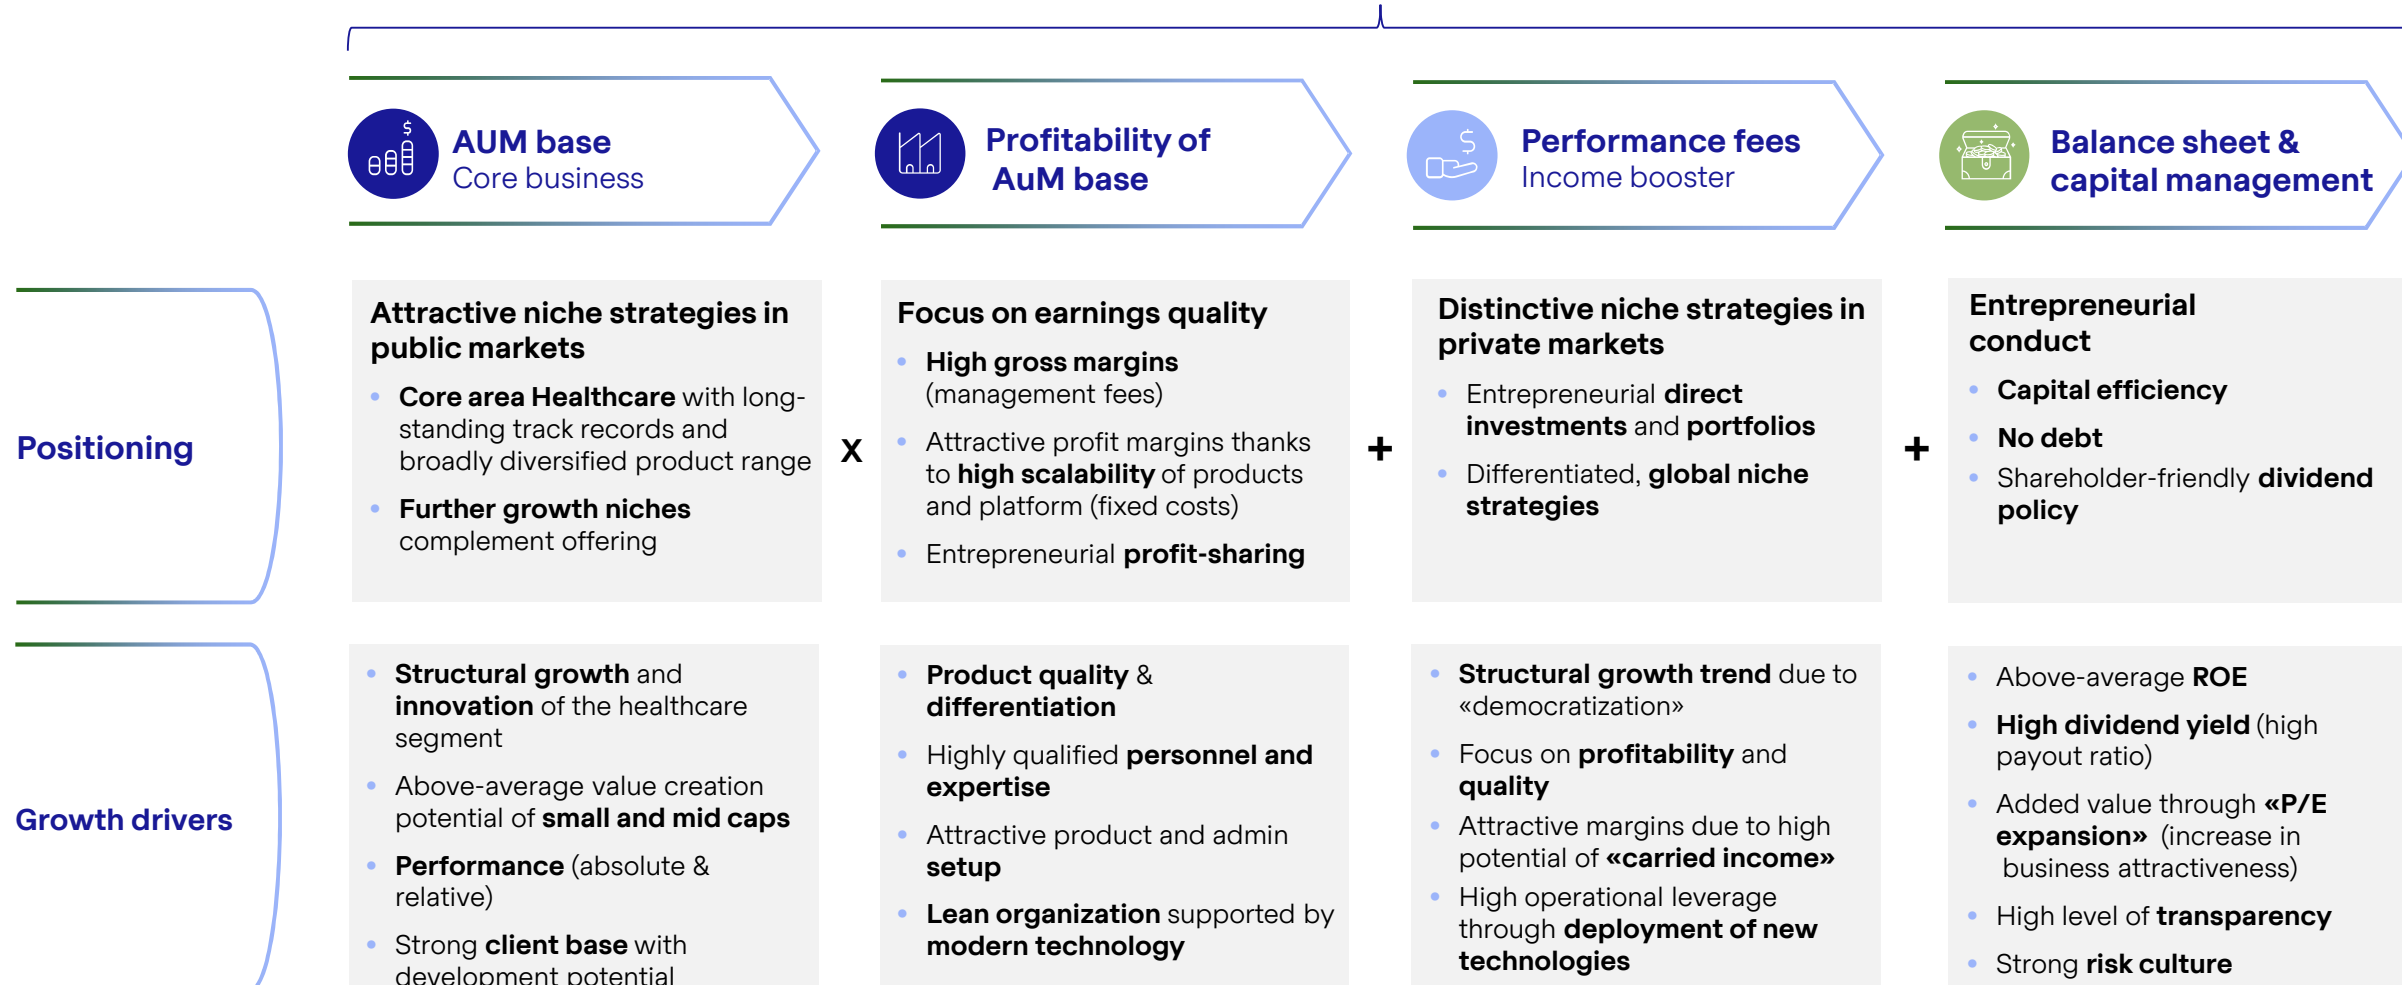 AUM base
Core business
Profitability of
AuM base
Performance fees
Income booster
Balance sheet &
capital management
Positioning
Attractive niche strategies in
public markets
• Core area Healthcare with long-
standing track records and
broadly diversified product range
• Further growth niches
complement offering
x
Focus on earnings quality
• High gross margins
(management fees)
• Attractive profit margins thanks
to high scalability of products
and platform (fixed costs)
• Entrepreneurial profit-sharing
+
Distinctive niche strategies in
private markets
• Entrepreneurial direct
investments and portfolios
• Differentiated, global niche
strategies
+
Entrepreneurial
conduct
• Capital efficiency
• No debt
• Shareholder-friendly dividend
policy
Growth drivers
• Structural growth and
innovation of the healthcare
segment
• Above-average value creation
potential of small and mid caps
• Performance (absolute &
relative)
• Strong client base with
development potential
• Product quality &
differentiation
• Highly qualified personnel and
expertise
• Attractive product and admin
setup
• Lean organization supported by
modern technology
• Structural growth trend due to
«democratization»
• Focus on profitability and
quality
• Attractive margins due to high
potential of «carried income»
• High operational leverage
through deployment of new
technologies
• Above-average ROE
• High dividend yield (high
payout ratio)
• Added value through «P/E
expansion» (increase in
business attractiveness)
• High level of transparency
• Strong risk culture